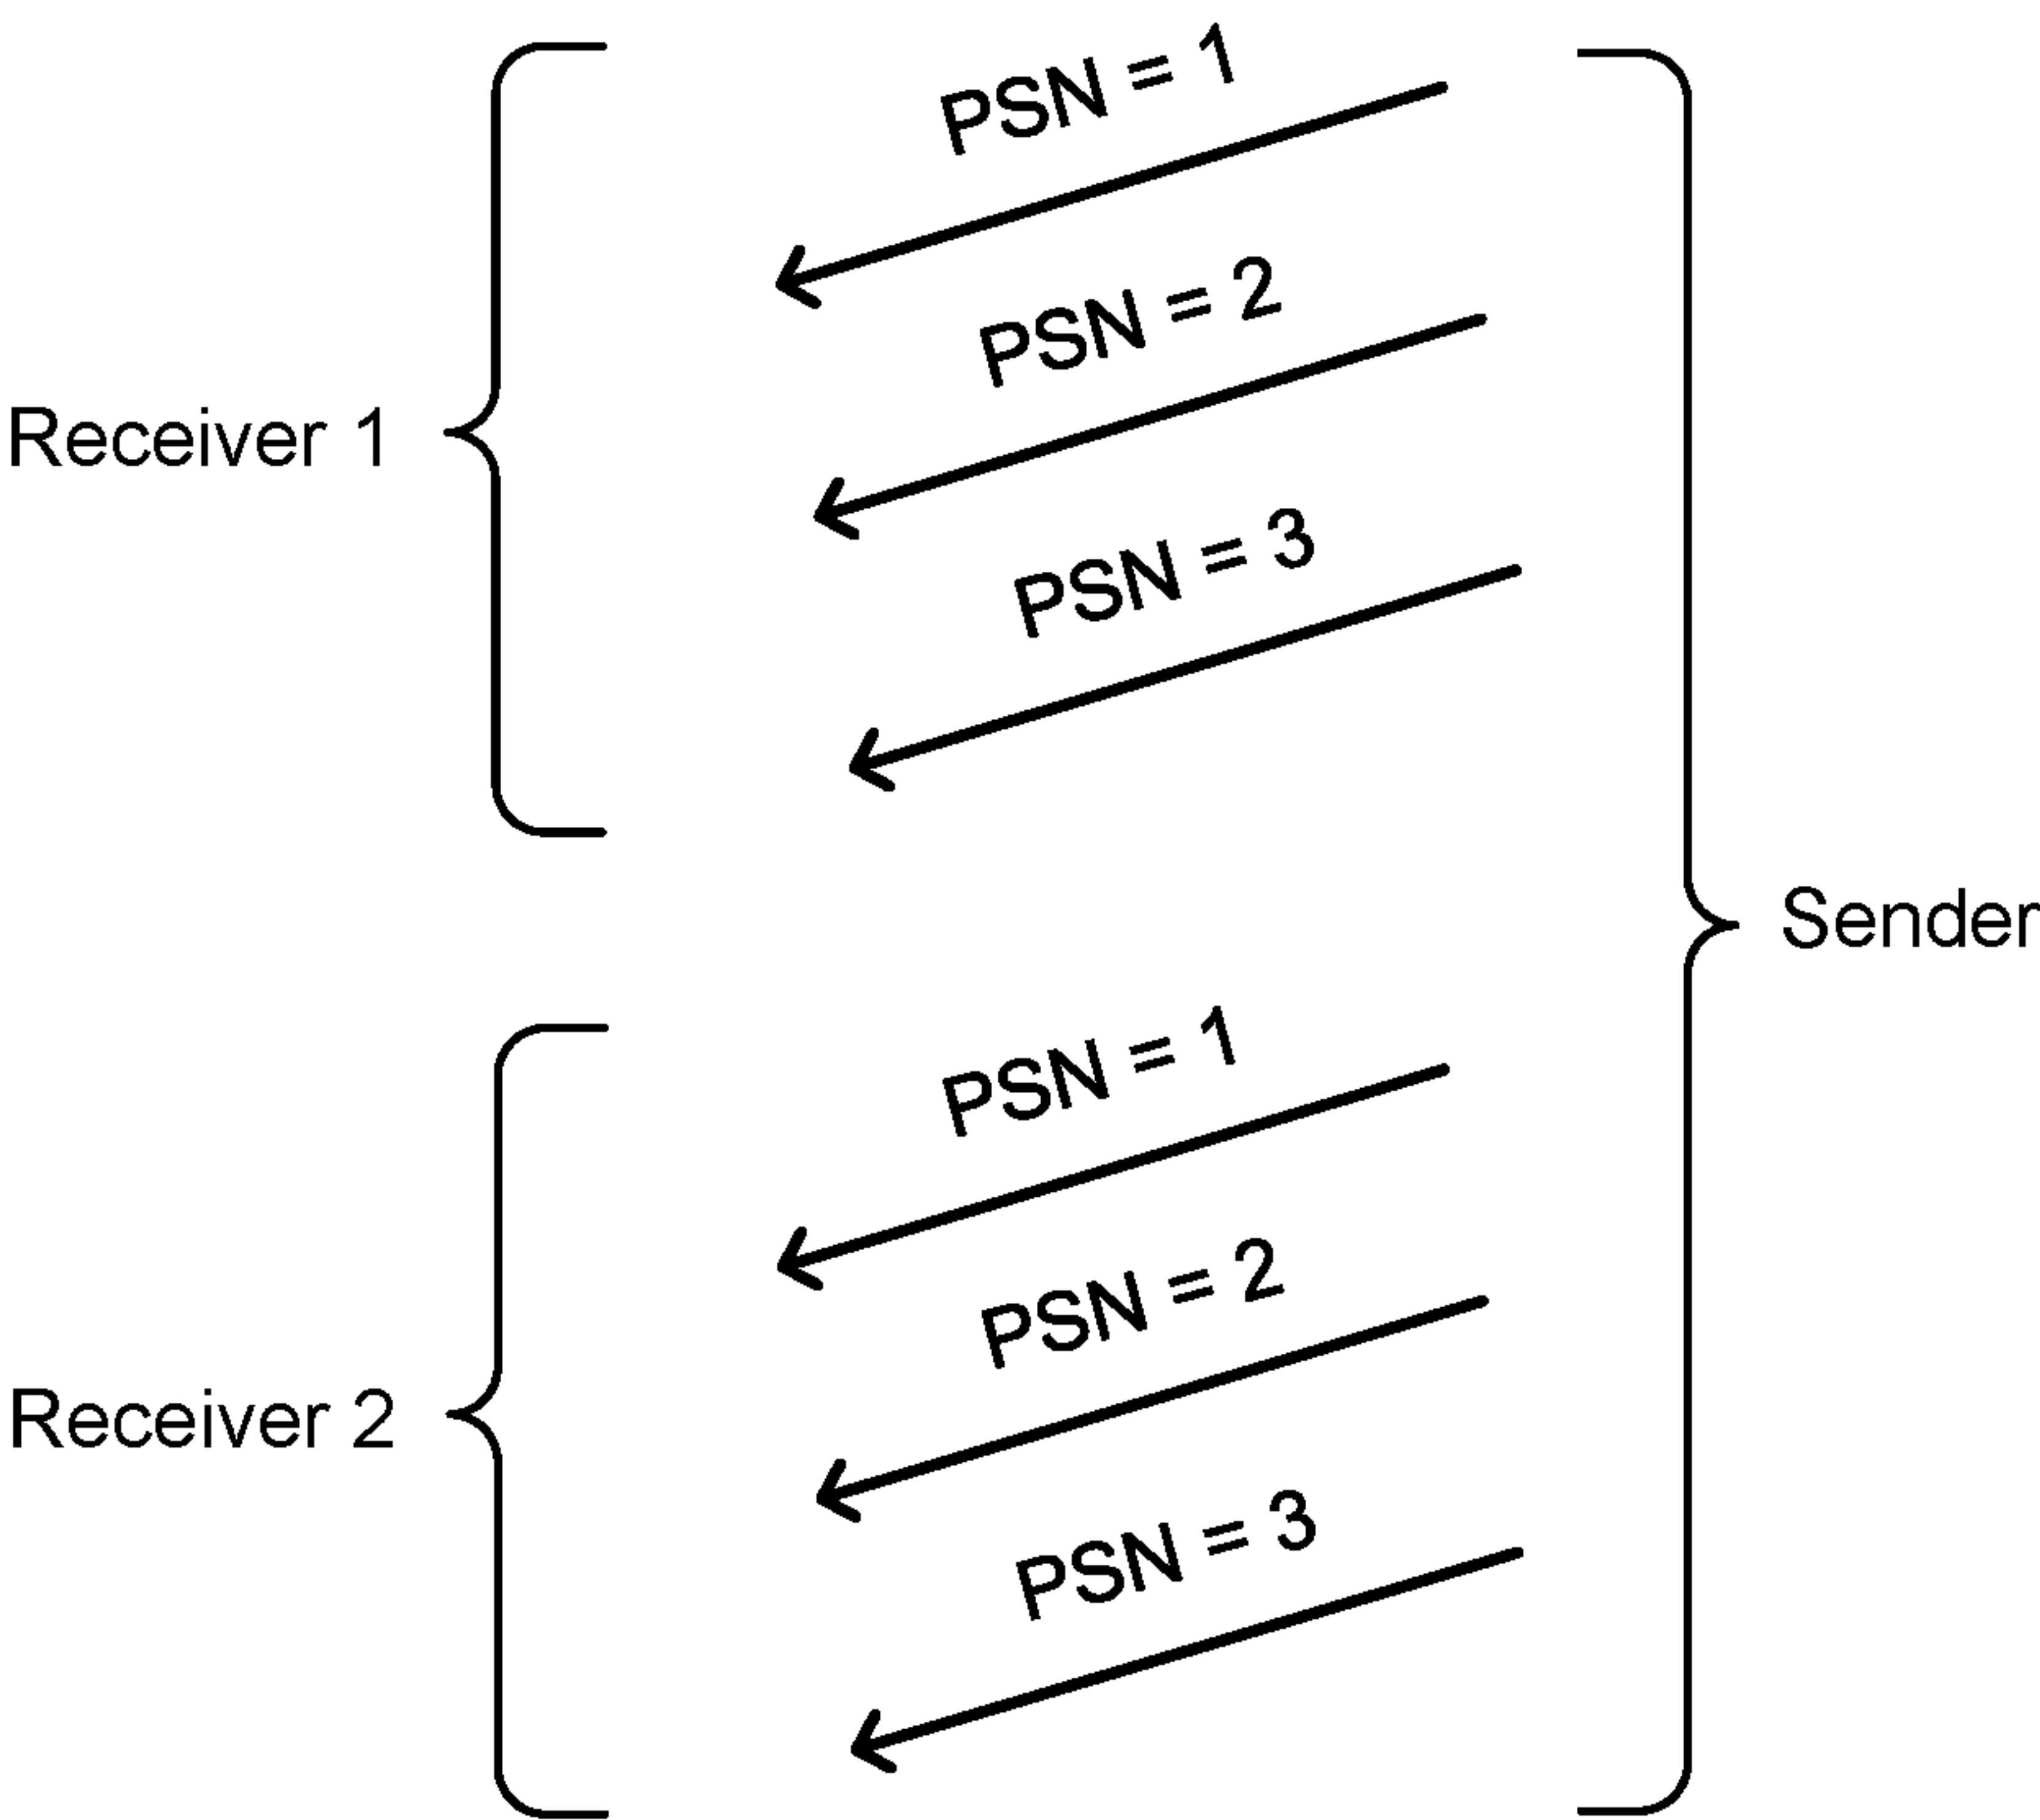 PSN = 1
PSN = 2
Receiver 1
PSN = 3
Sender
PSN = 1
PSN = 2
Receiver 2
PSN = 3